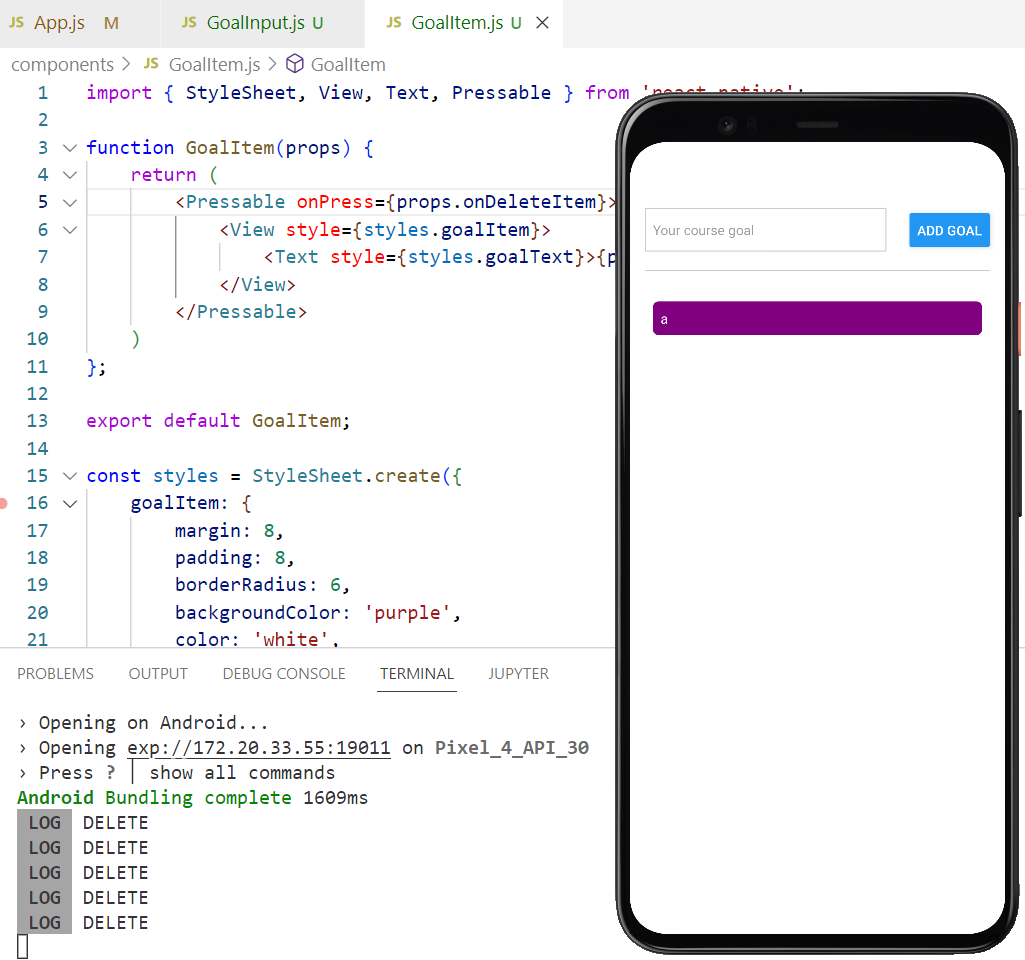 JS App.js M JS GoalInput.js U JS GoalItem.js U
components > JS GoalItem.js > GoalItem
1 import { StyleSheet, View, Text, Pressable } from 'react-native';
2
3 function GoalItem(props) {
4 return (
5 <Pressable onPress={props.onDeleteItem}>
6 <View style={styles.goalItem}>
7 <Text style={styles.goalText}>{p
8 </View>
9 </Pressable>
10 )
11 };
12
13 export default GoalItem;
14
15 const styles = StyleSheet.create({
16 goalItem: {
17 margin: 8,
18 padding: 8,
19 borderRadius: 6,
20 backgroundColor: 'purple',
21 color: 'white',
PROBLEMS OUTPUT DEBUG CONSOLE TERMINAL JUPYTER
› Opening on Android...
› Opening exp://172.20.33.55:19011 on Pixel_4_API_30
› Press ? │ show all commands
Android Bundling complete 1609ms
LOG DELETE
LOG DELETE
LOG DELETE
LOG DELETE
LOG DELETE
Your course goal
ADD GOAL
a